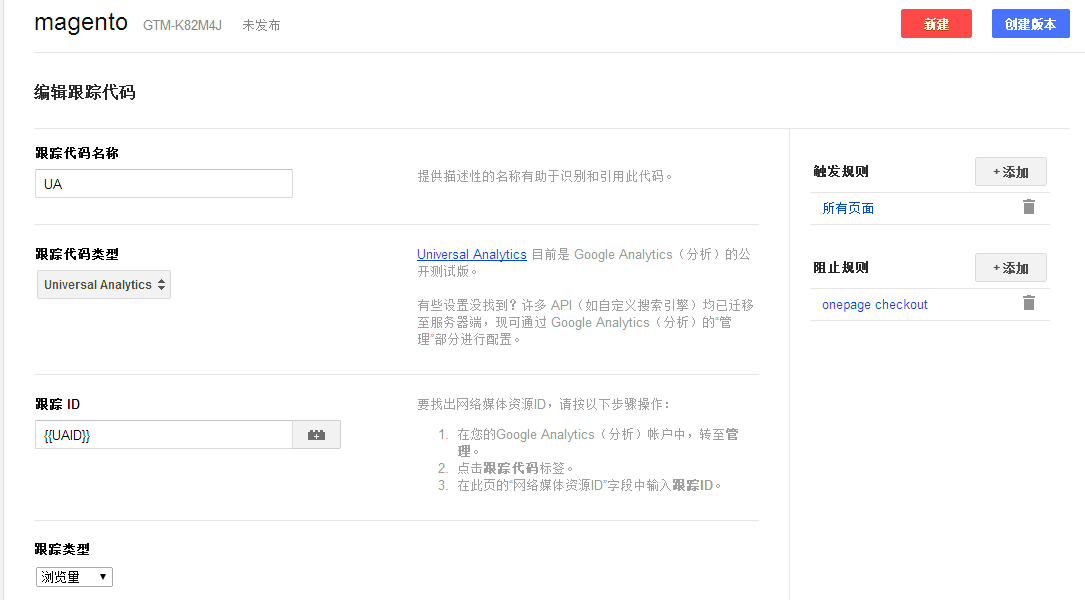 magento GTM-K82M4J 未发布 新建 创建版本
编辑跟踪代码
跟踪代码名称
UA
提供描述性的名称有助于识别和引用此代码。
跟踪代码类型
Universal Analytics
Universal Analytics 目前是 Google Analytics（分析）的公
开测试版。
有些设置没找到？许多 API（如自定义搜索引擎）均已迁移
至服务器端，现可通过 Google Analytics（分析）的“管
理”部分进行配置。
跟踪 ID
{{UAID}}
要找出网络媒体资源ID，请按以下步骤操作：
1. 在您的Google Analytics（分析）帐户中，转至管
理。
2. 点击跟踪代码标签。
3. 在此页的“网络媒体资源ID”字段中输入跟踪ID。
跟踪类型
浏览量
触发规则 +添加
所有页面
阻止规则 +添加
onepage checkout